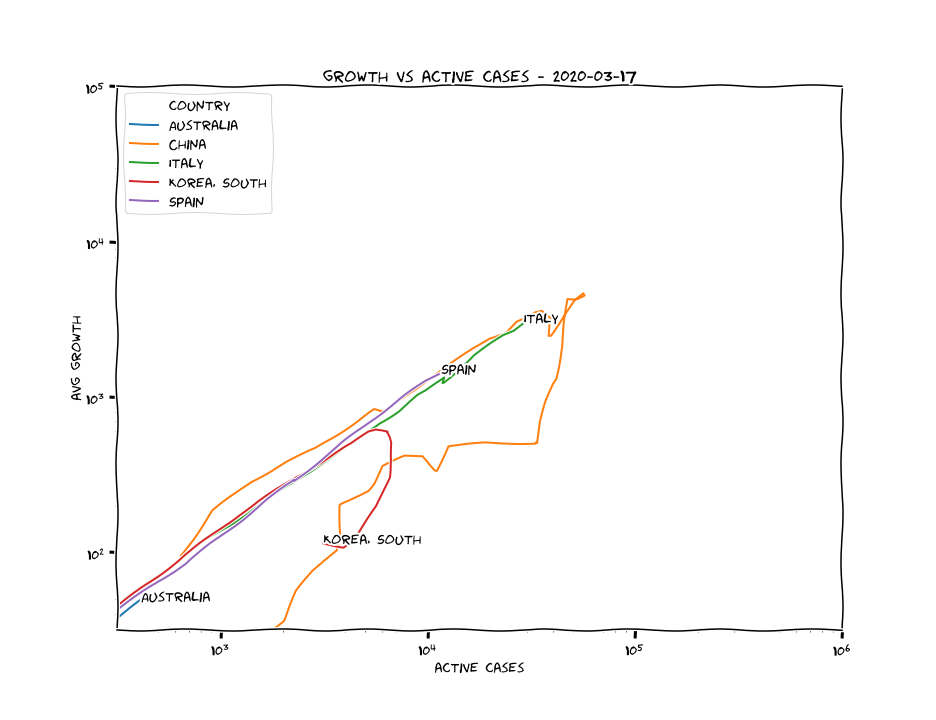 GROWTH VS ACTIVE CASES - 2020-03-17
10⁵
COUNTRY
AUSTRALIA
CHINA
ITALY
KOREA, SOUTH
SPAIN
10⁴
ITALY
SPAIN
10³
KOREA, SOUTH
10²
AUSTRALIA
AVG GROWTH
10³ 10⁴ 10⁵ 10⁶
ACTIVE CASES